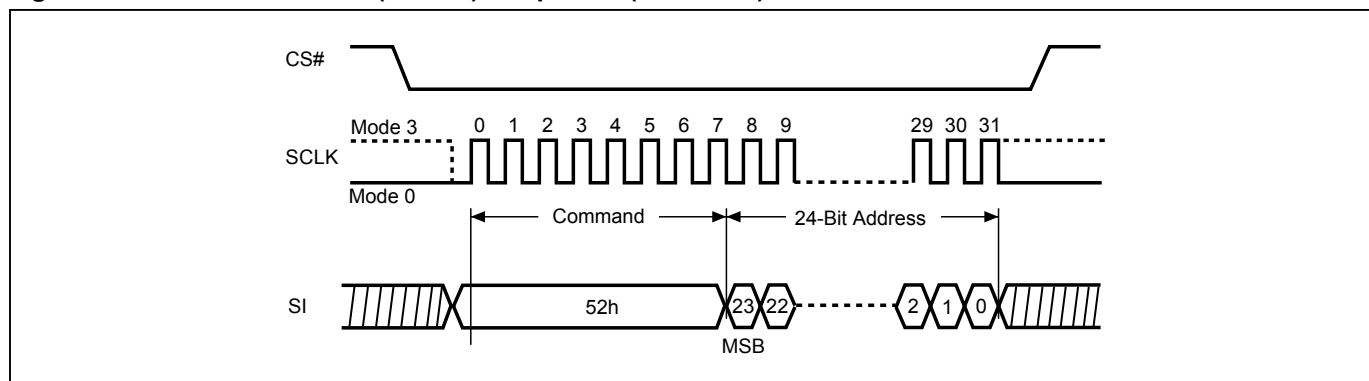 CS#
Mode 3
0 1 2 3 4 5 6 7 8 9 29 30 31
SCLK
Mode 0
Command 24-Bit Address
SI
52h 23 22 2 1 0
MSB